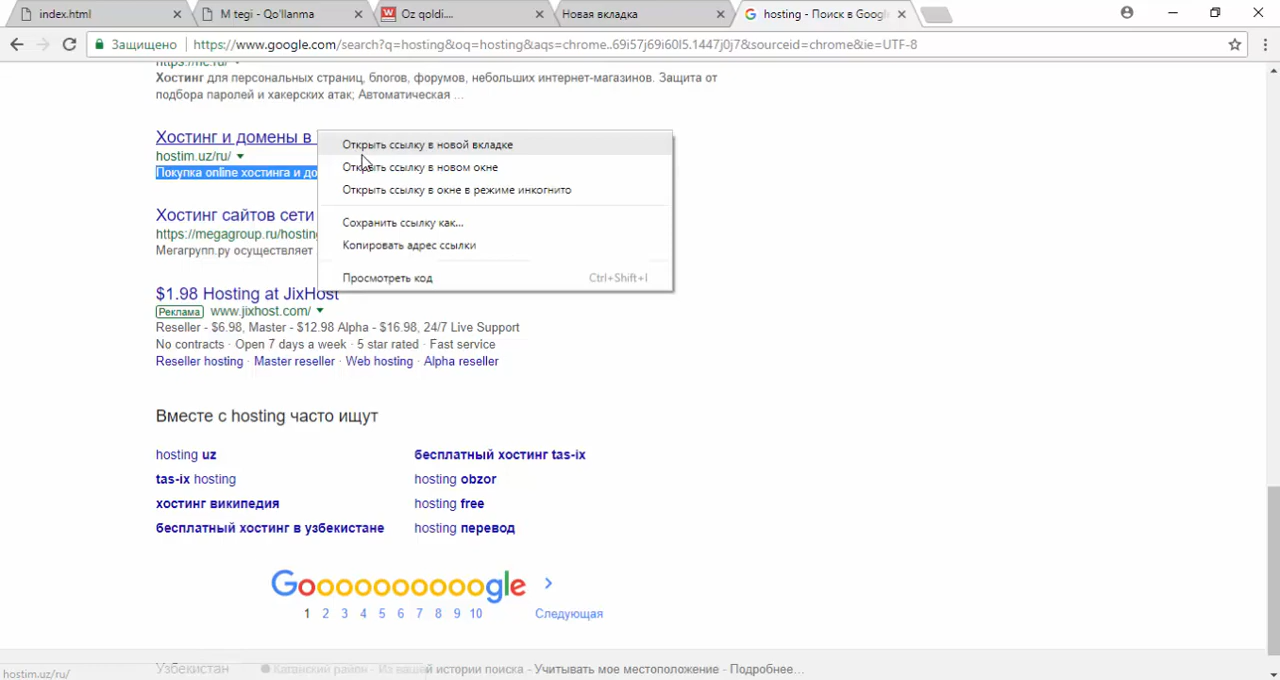 index.html
M tegi - Qo'llanma
Oz qoldi....
Новая вкладка
hosting - Поиск в Googl
Защищено
https://www.google.com/search?q=hosting&oq=hosting&aqs=chrome..69i57j69i60l5.1447j0j7&sourceid=chrome&ie=UTF-8
https://nic.ru/
Хостинг для персональных страниц, блогов, форумов, небольших интернет-магазинов. Защита от
подбора паролей и хакерских атак; Автоматическая ...
Хостинг и домены в
hostim.uz/ru/
Покупка online хостинга и до
Открыть ссылку в новой вкладке
Открыть ссылку в новом окне
Открыть ссылку в окне в режиме инкогнито
Сохранить ссылку как...
Копировать адрес ссылки
Просмотреть код Ctrl+Shift+I
Хостинг сайтов сети
https://megagroup.ru/hosting
Мегагрупп.ру осуществляет
$1.98 Hosting at JixHost
Реклама www.jixhost.com/
Reseller - $6.98, Master - $12.98 Alpha - $16.98, 24/7 Live Support
No contracts · Open 7 days a week · 5 star rated · Fast service
Reseller hosting · Master reseller · Web hosting · Alpha reseller
Вместе с hosting часто ищут
hosting uz бесплатный хостинг tas-ix
tas-ix hosting hosting obzor
хостинг википедия hosting free
бесплатный хостинг в узбекистане hosting перевод
Goooooooooogle
1 2 3 4 5 6 7 8 9 10 Следующая
Узбекистан Касанский район - Из вашей истории поиска - Учитывать мое местоположение - Подробнее...
hostim.uz/ru/